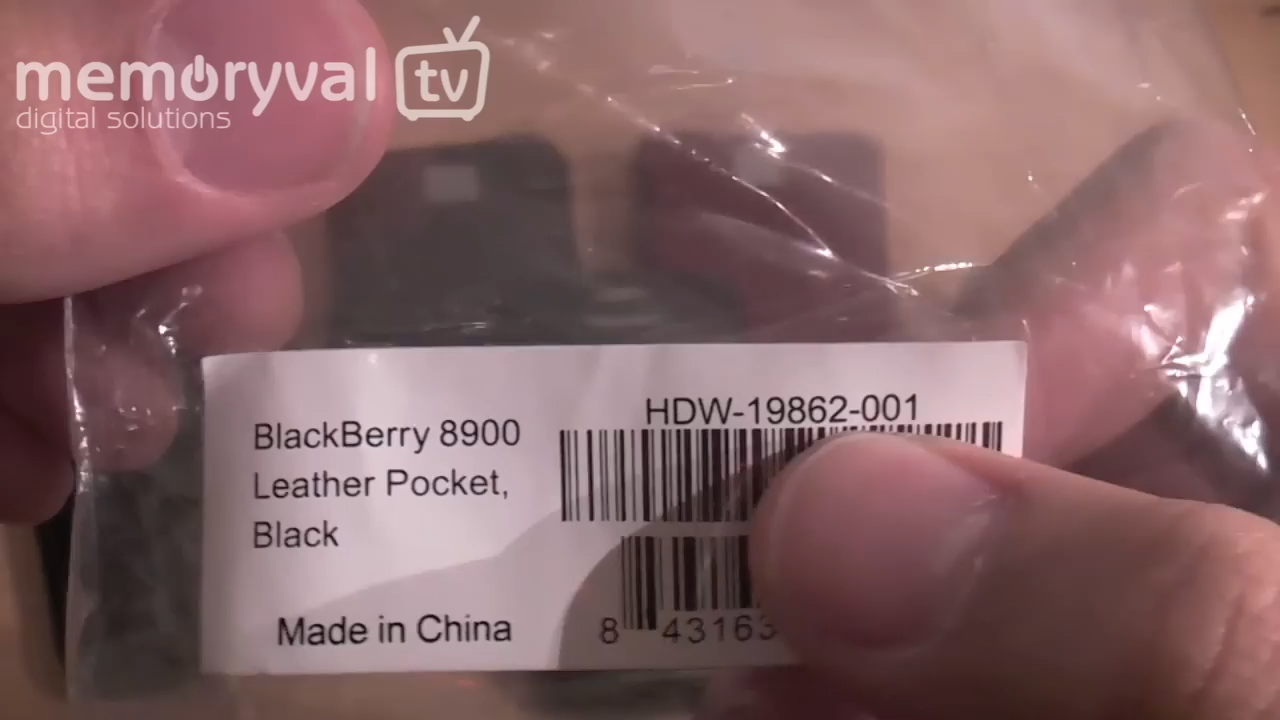 memoryval tv
digital solutions
HDW-19862-001
BlackBerry 8900
Leather Pocket,
Black
Made in China
8 43163